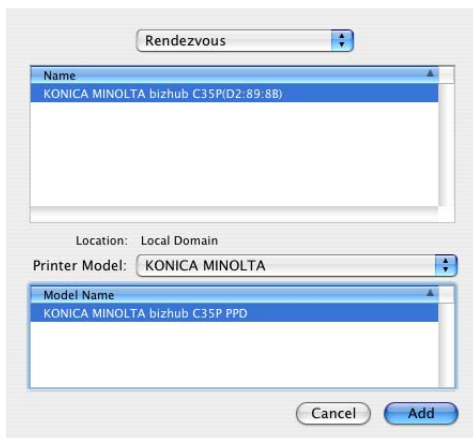 Rendezvous
Name
KONICA MINOLTA bizhub C35P(D2:89:8B)
Location: Local Domain
Printer Model: KONICA MINOLTA
Model Name
KONICA MINOLTA bizhub C35P PPD
Cancel Add